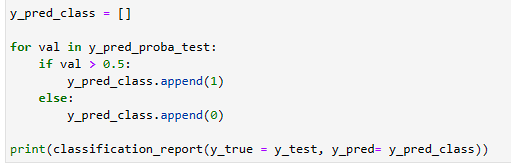 y_pred_class = []
for val in y_pred_proba_test:
    if val > 0.5:
        y_pred_class.append(1)
    else:
        y_pred_class.append(0)
print(classification_report(y_true = y_test, y_pred= y_pred_class))